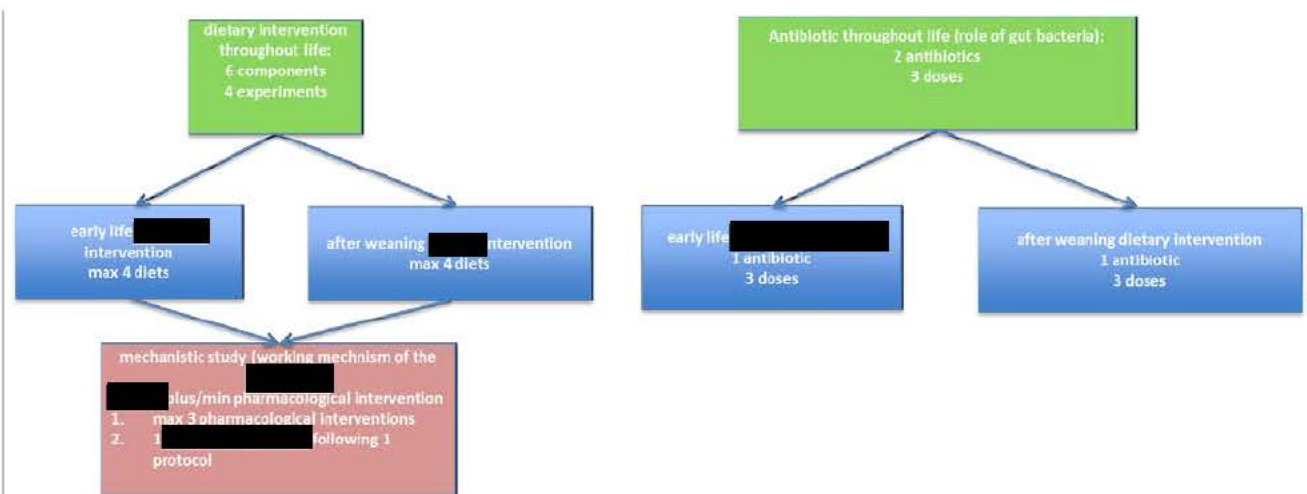 dietary intervention
throughout life:
6 components
4 experiments
Antibiotic throughout life (role of gut bacteria):
2 antibiotics
3 doses
early life
intervention
max 4 diets
after weaning ntervention
max 4 diets
early life
1 antibiotic
3 doses
after weaning dietary intervention
1 antibiotic
3 doses
mechanistic study (working mechnism of the
plus/min pharmacological intervention
1. max 3 pharmacological interventions
2. 1 following 1
protocol